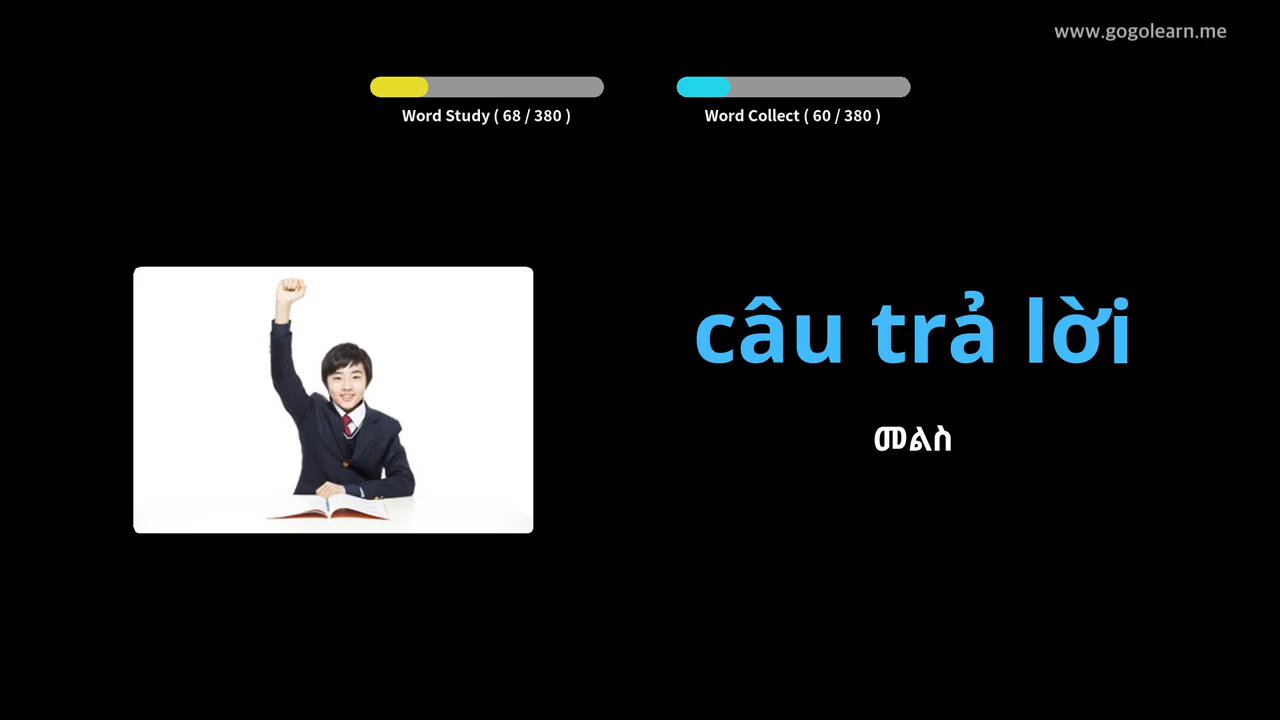 www.gogolearn.me
Word Study ( 68 / 380 )
Word Collect ( 60 / 380 )
câu trả lời
መልስ